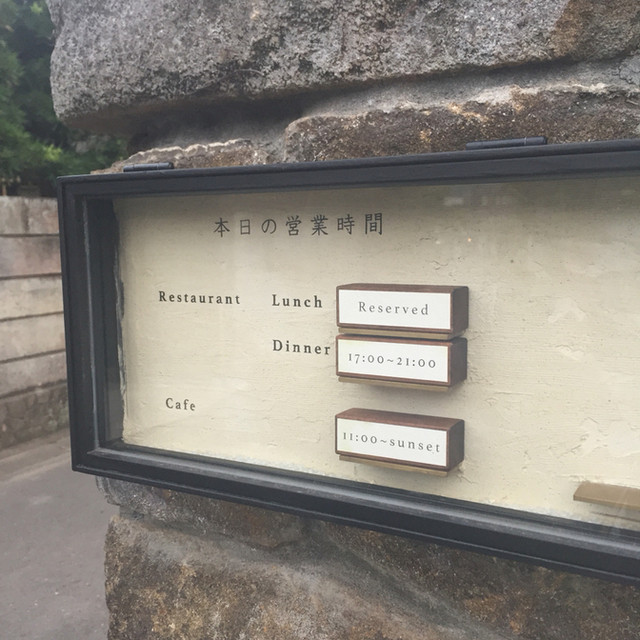 本日の営業時間
Restaurant Lunch Reserved
Dinner 17:00~21:00
Cafe 11:00~sunset